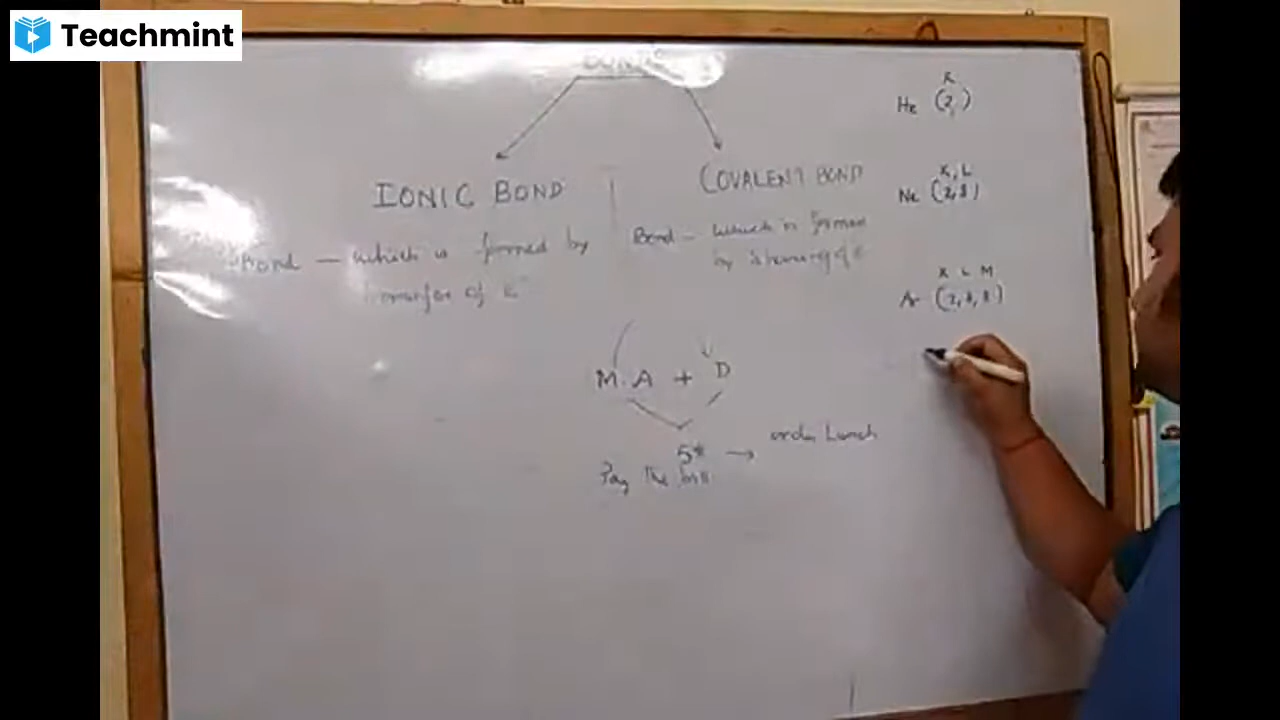 Teachmint
IONIC BOND
Bond – which is formed by
transfer of e⁻
COVALENT BOND
Bond – which is formed
by sharing of e
K
He (2,)
K, L
Ne (2,8)
K L M
Ar (2,8,8)
M.A + D
5* → order Lunch
Pay the bill